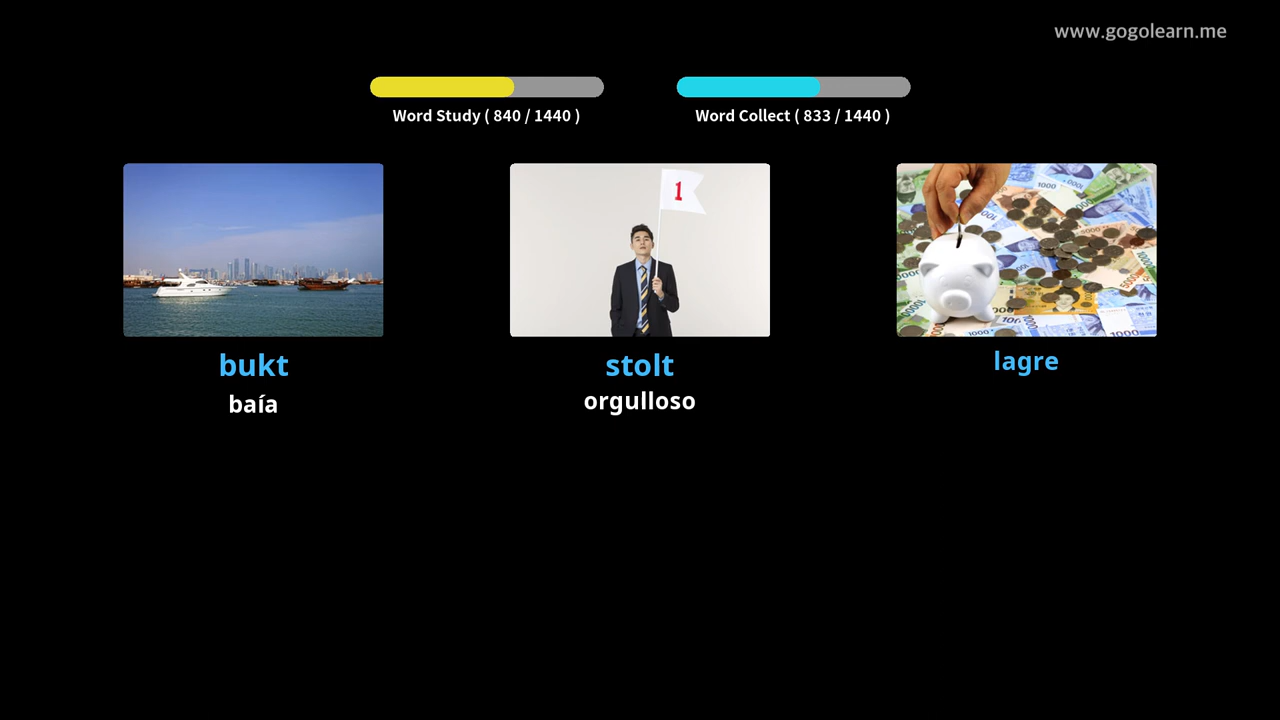 www.gogolearn.me
Word Study ( 840 / 1440 )
Word Collect ( 833 / 1440 )
1
bukt
baía
stolt
orgulloso
lagre